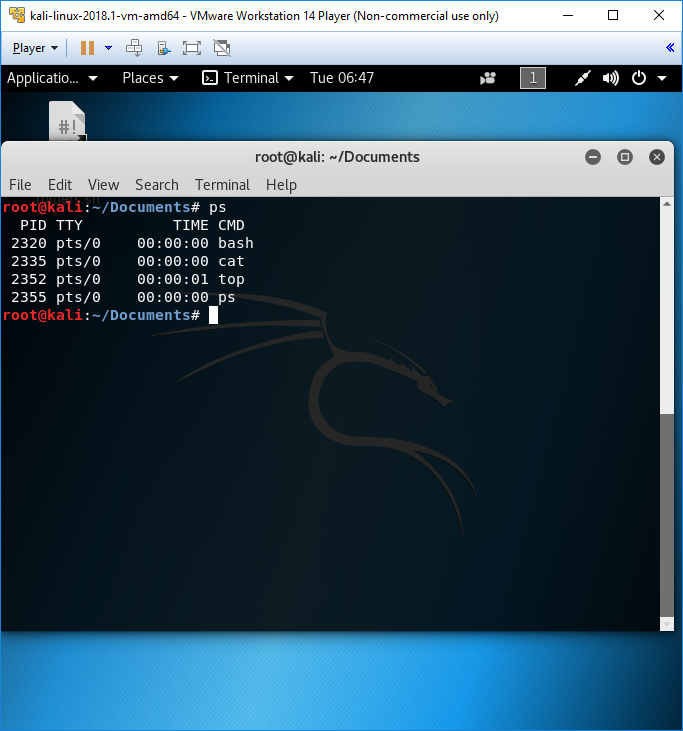 kali-linux-2018.1-vm-amd64 - VMware Workstation 14 Player (Non-commercial use only)
Player
Applicatio... Places Terminal Tue 06:47 1
#!
root@kali: ~/Documents
File Edit View Search Terminal Help
root@kali:~/Documents# ps
  PID TTY          TIME CMD
 2320 pts/0    00:00:00 bash
 2335 pts/0    00:00:00 cat
 2352 pts/0    00:00:01 top
 2355 pts/0    00:00:00 ps
root@kali:~/Documents#